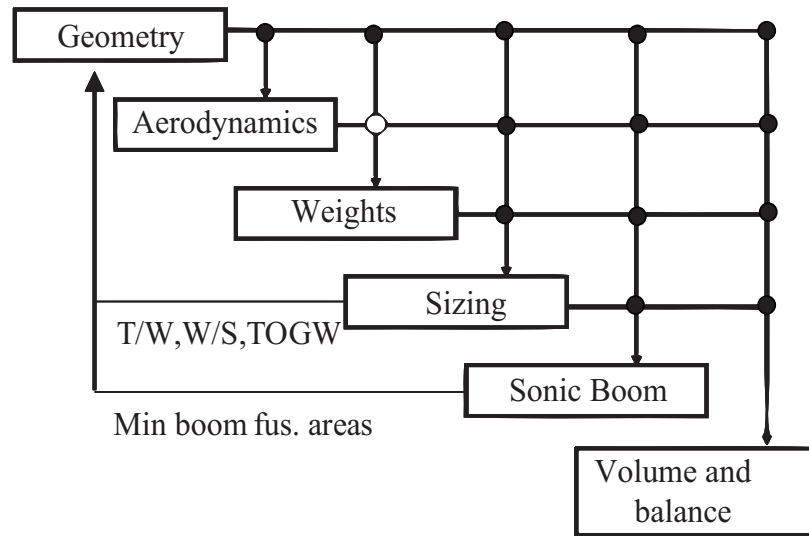 Geometry
Aerodynamics
Weights
Sizing
T/W,W/S,TOGW
Sonic Boom
Min boom fus. areas
Volume and
balance